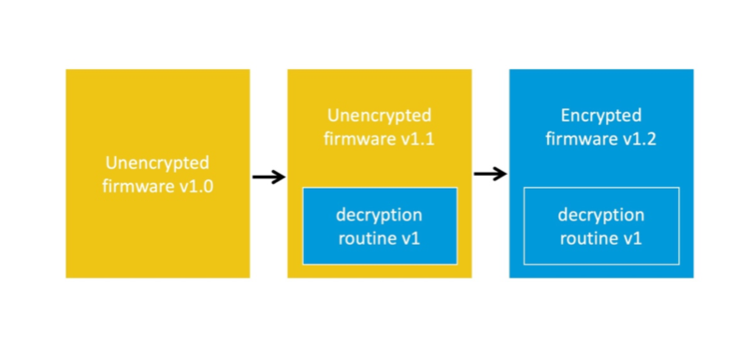 Unencrypted
firmware v1.0
Unencrypted
firmware v1.1
decryption
routine v1
Encrypted
firmware v1.2
decryption
routine v1